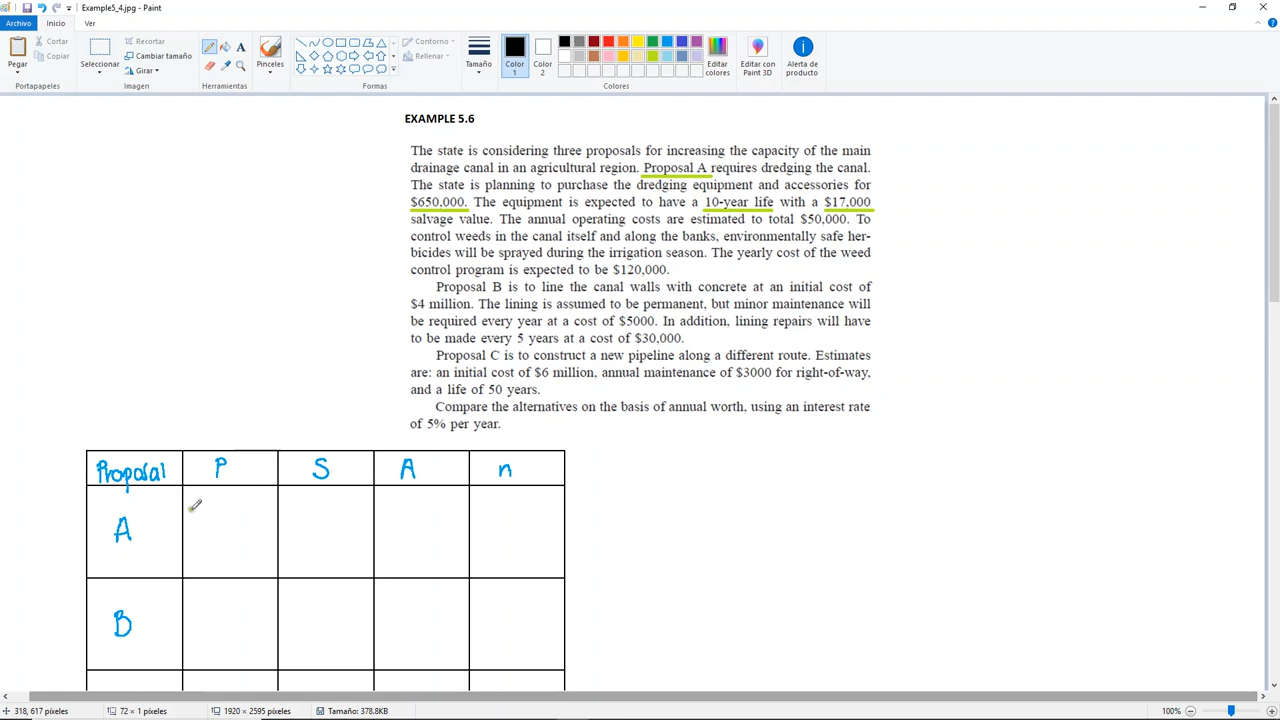 Example5_4.jpg - Paint
Archivo Inicio Ver
Pegar Cortar Copiar
Portapapeles
Seleccionar Recortar Cambiar tamaño Girar
Imagen
Herramientas
Pinceles
Contorno Rellenar
Formas
Tamaño
Color 1
Color 2
Editar colores
Colores
Editar con Paint 3D
Alerta de producto
EXAMPLE 5.6
The state is considering three proposals for increasing the capacity of the main
drainage canal in an agricultural region. Proposal A requires dredging the canal.
The state is planning to purchase the dredging equipment and accessories for
$650,000. The equipment is expected to have a 10-year life with a $17,000
salvage value. The annual operating costs are estimated to total $50,000. To
control weeds in the canal itself and along the banks, environmentally safe her-
bicides will be sprayed during the irrigation season. The yearly cost of the weed
control program is expected to be $120,000.
Proposal B is to line the canal walls with concrete at an initial cost of
$4 million. The lining is assumed to be permanent, but minor maintenance will
be required every year at a cost of $5000. In addition, lining repairs will have
to be made every 5 years at a cost of $30,000.
Proposal C is to construct a new pipeline along a different route. Estimates
are: an initial cost of $6 million, annual maintenance of $3000 for right-of-way,
and a life of 50 years.
Compare the alternatives on the basis of annual worth, using an interest rate
of 5% per year.
Proposal P S A n
A
B
318, 617 píxeles 72 × 1 píxeles 1920 × 2595 píxeles Tamaño: 378.8KB 100%